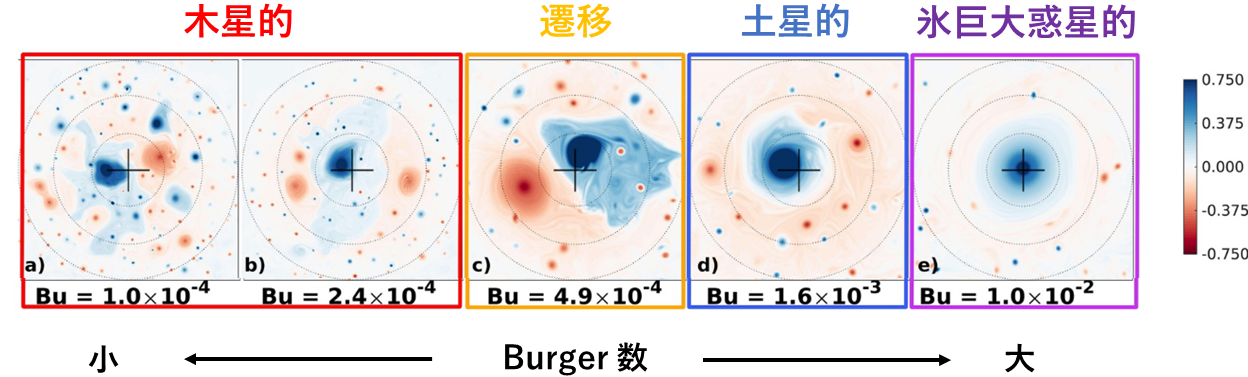 木星的
遷移
土星的
氷巨大惑星的
a)
b)
c)
d)
e)
Bu = 1.0×10⁻⁴
Bu = 2.4×10⁻⁴
Bu = 4.9×10⁻⁴
Bu = 1.6×10⁻³
Bu = 1.0×10⁻²
0.750
0.375
0.000
-0.375
-0.750
小
Burger 数
大